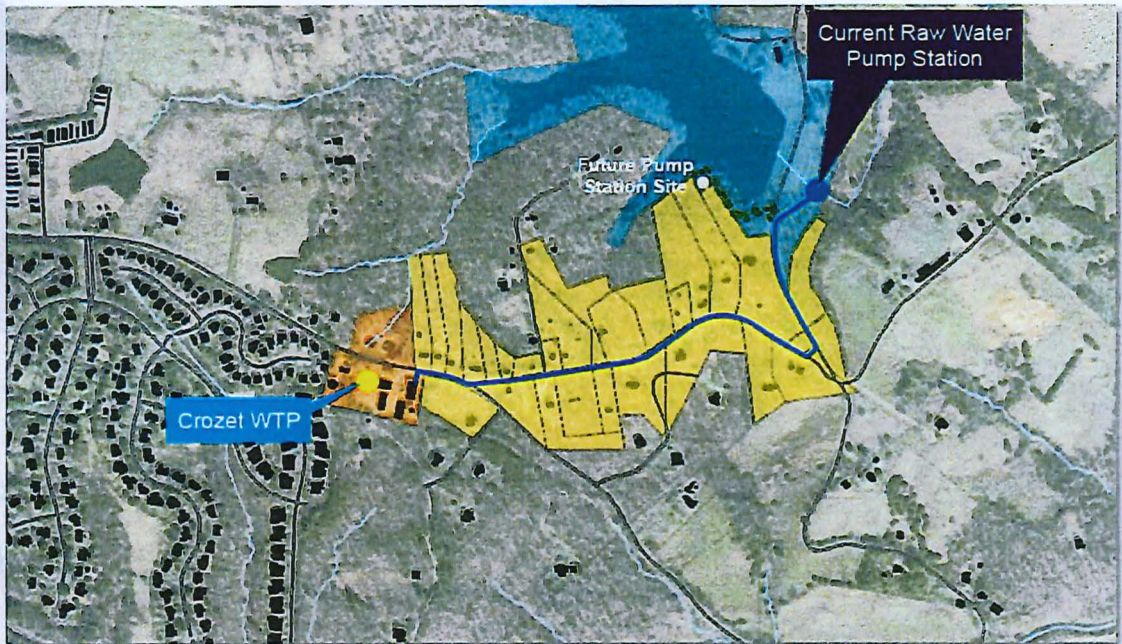 Current Raw Water
Pump Station
Future Pump
Station Site
Crozet WTP